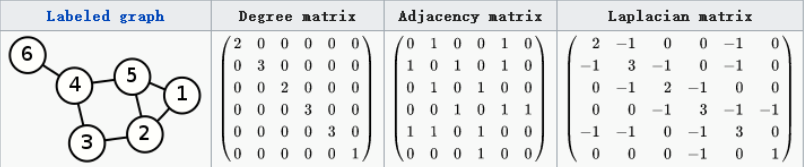 Labeled graph Degree matrix Adjacency matrix Laplacian matrix
6
4
5
1
3
2
2 0 0 0 0 0
0 3 0 0 0 0
0 0 2 0 0 0
0 0 0 3 0 0
0 0 0 0 3 0
0 0 0 0 0 1
0 1 0 0 1 0
1 0 1 0 1 0
0 1 0 1 0 0
0 0 1 0 1 1
1 1 0 1 0 0
0 0 0 1 0 0
2 −1 0 0 −1 0
−1 3 −1 0 −1 0
0 −1 2 −1 0 0
0 0 −1 3 −1 −1
−1 −1 0 −1 3 0
0 0 0 −1 0 1